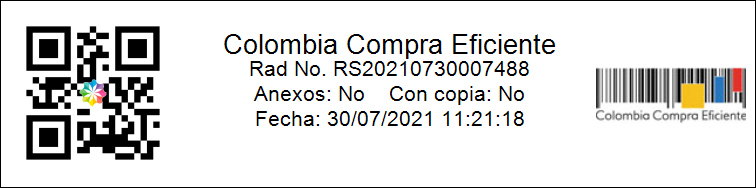 Colombia Compra Eficiente
Rad No. RS20210730007488
Anexos: No    Con copia: No
Fecha: 30/07/2021 11:21:18
Colombia Compra Eficiente